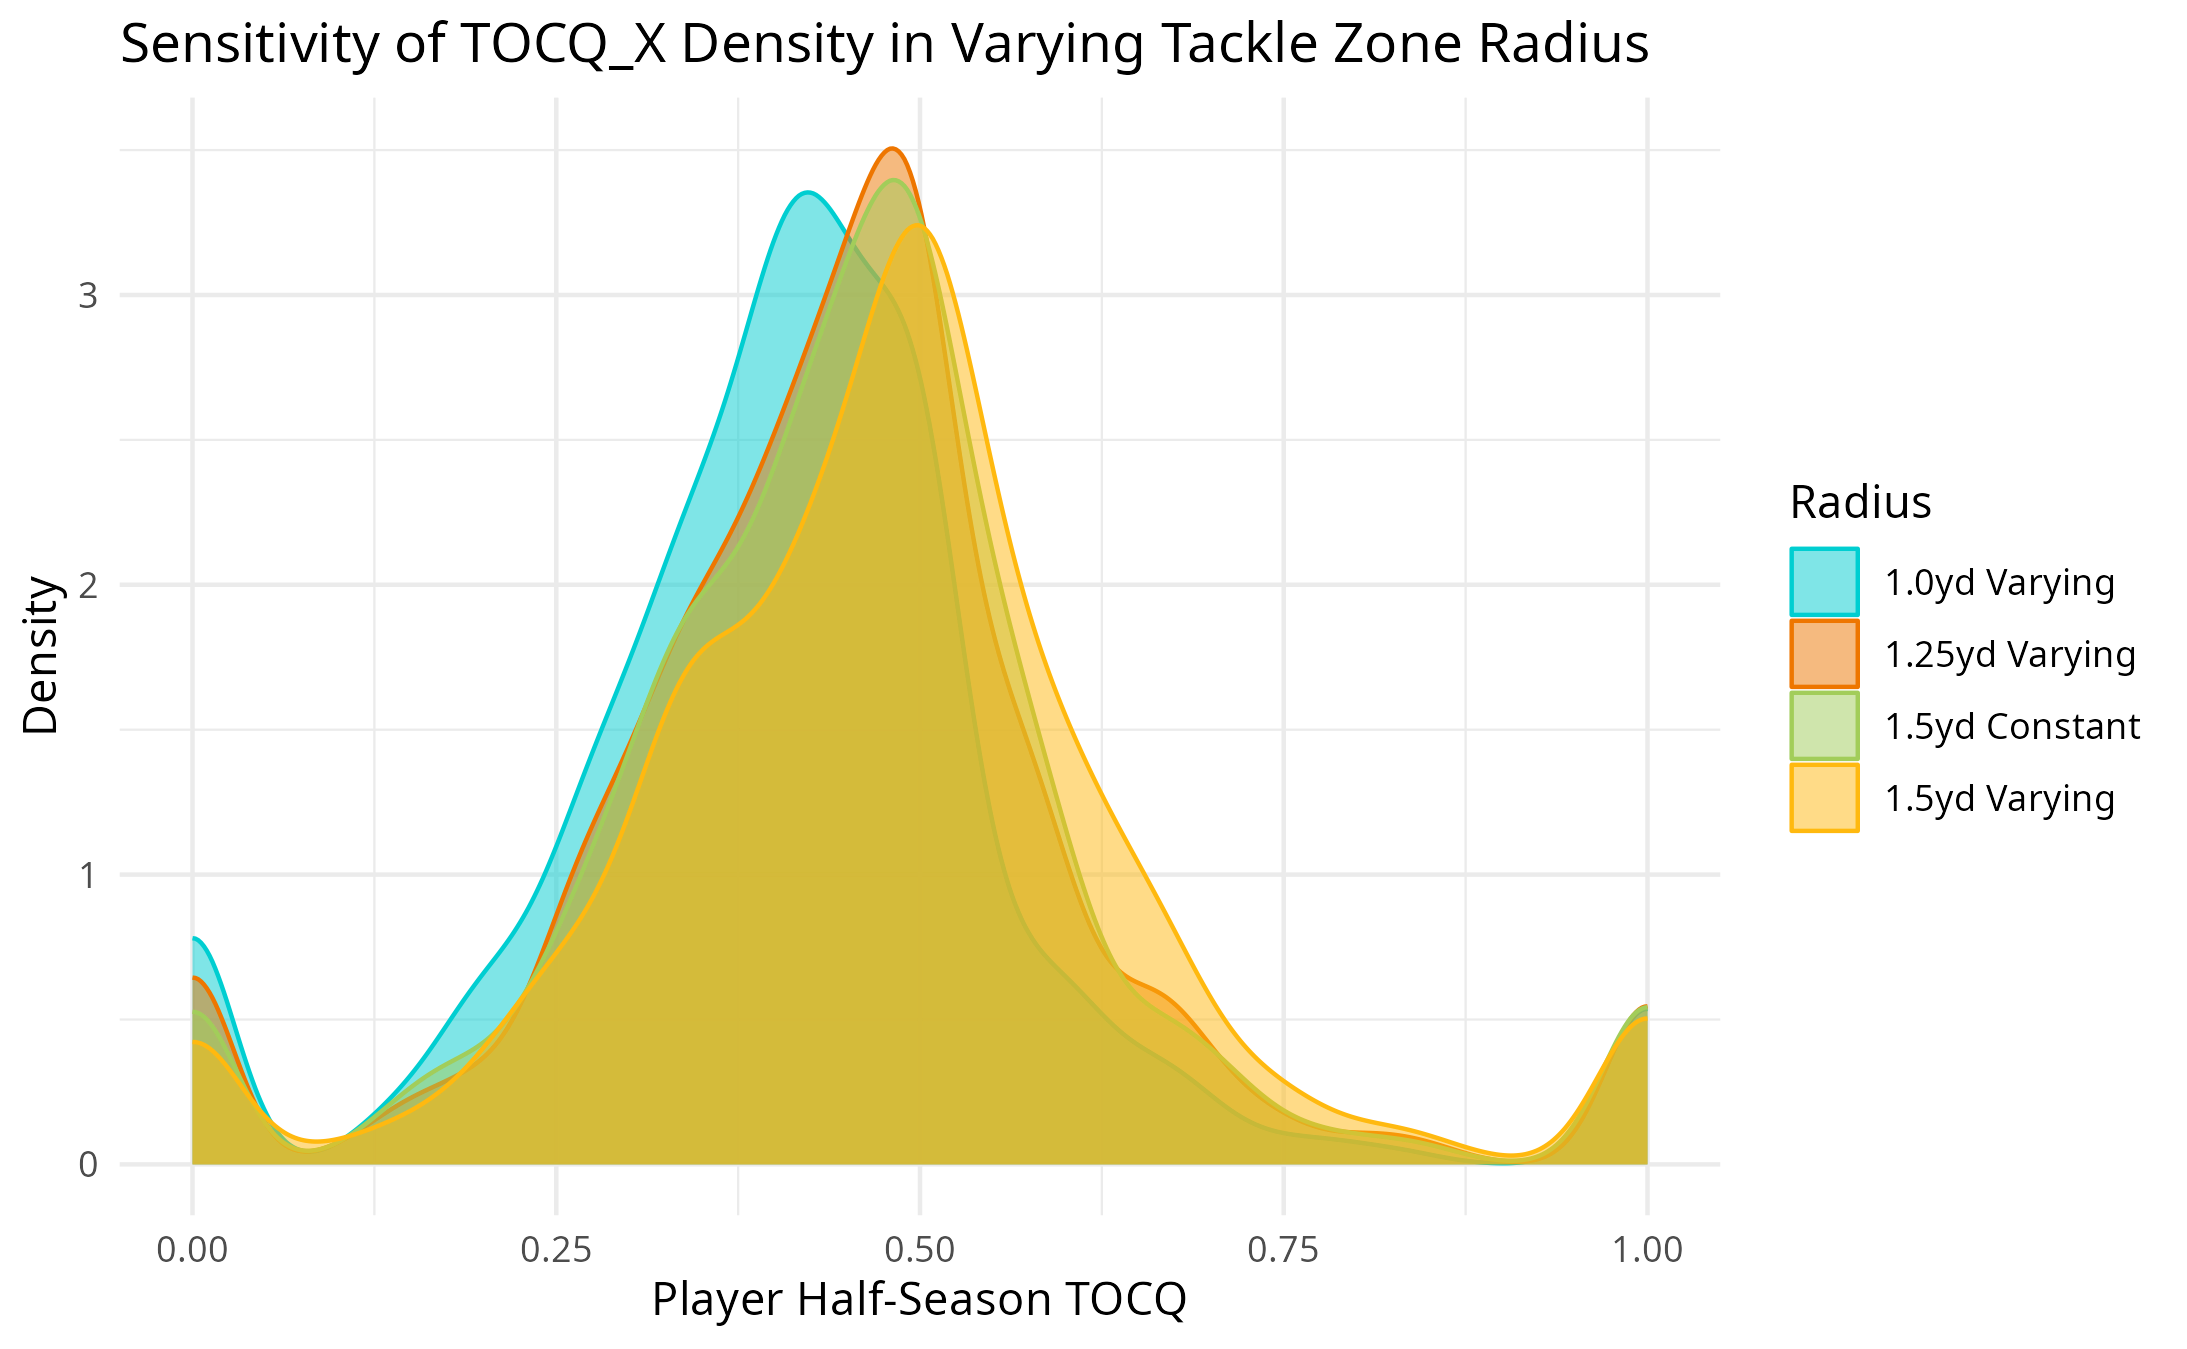 Sensitivity of TOCQ_X Density in Varying Tackle Zone Radius
Density
3
2
1
0
0.00 0.25 0.50 0.75 1.00
Player Half-Season TOCQ
Radius
1.0yd Varying
1.25yd Varying
1.5yd Constant
1.5yd Varying